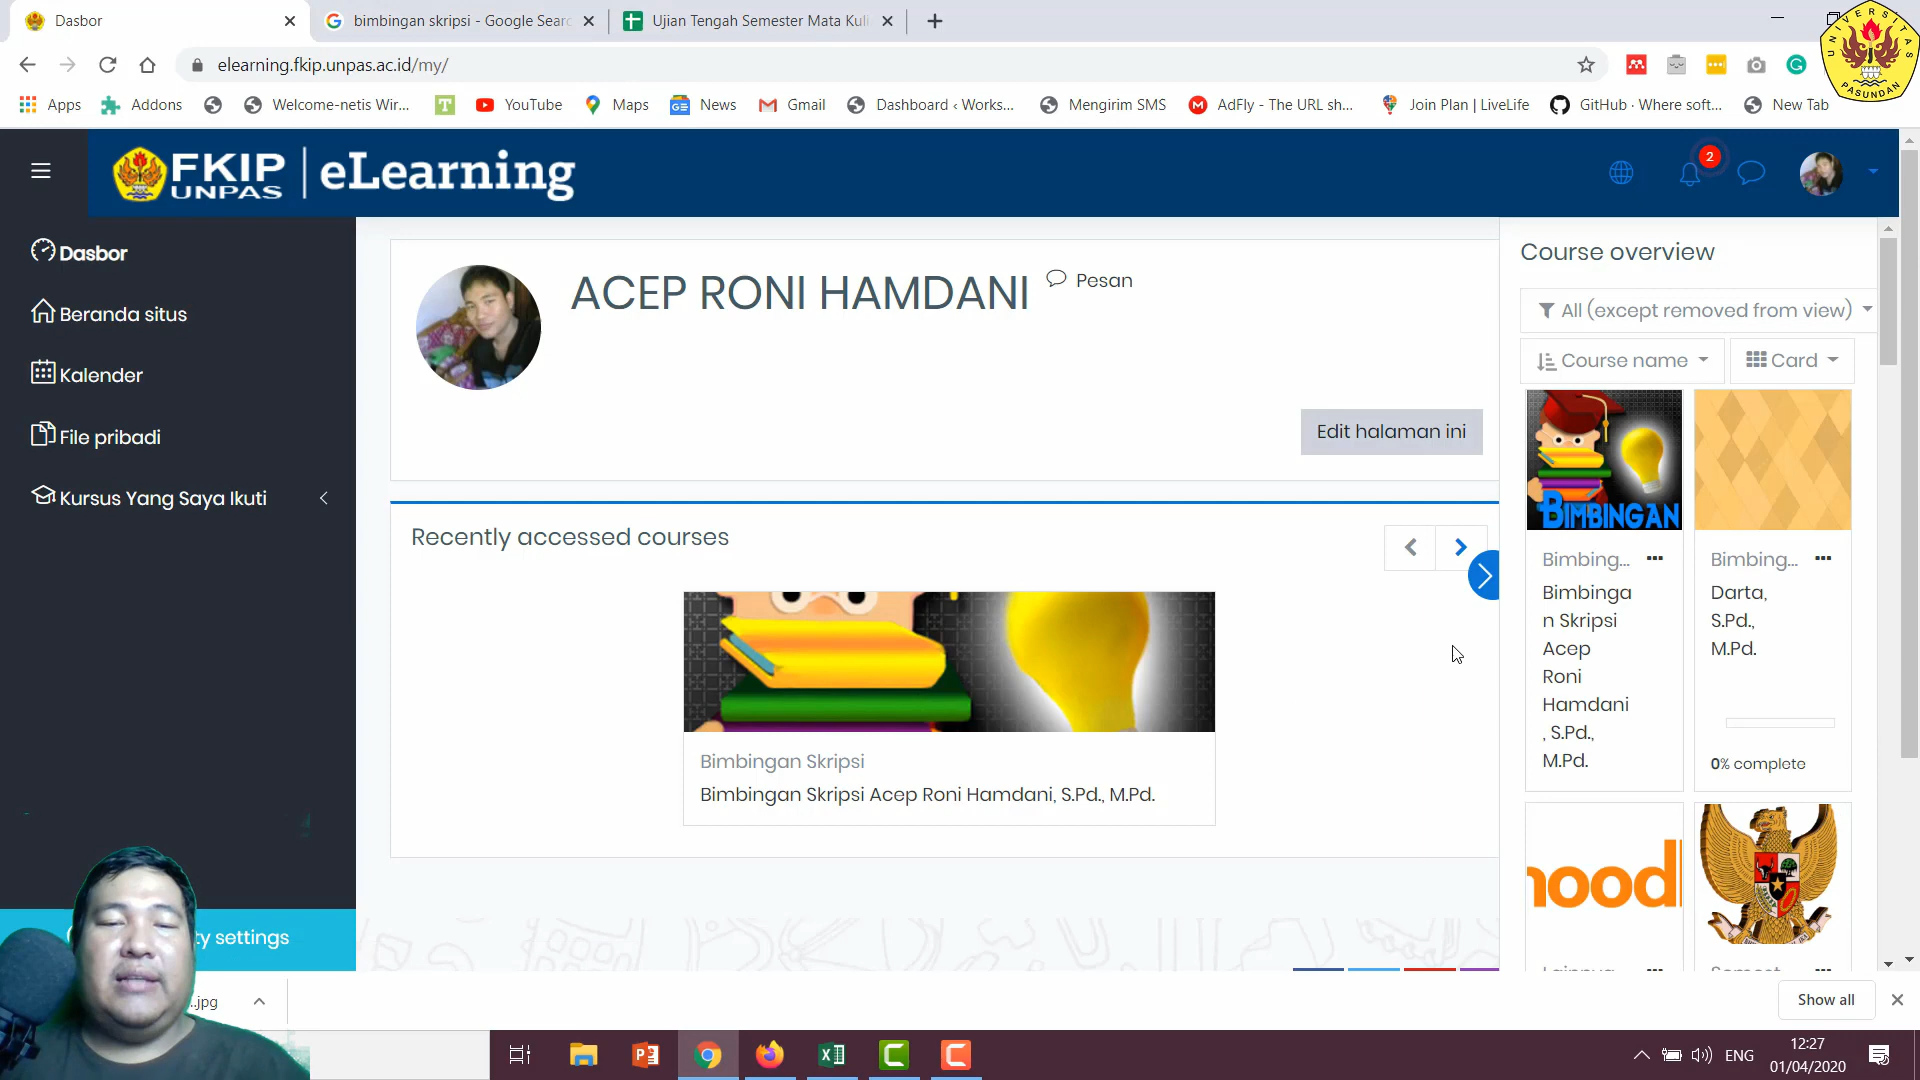 Dasbor
bimbingan skripsi - Google Searc
Ujian Tengah Semester Mata Kuli
elearning.fkip.unpas.ac.id/my/
UNIVERSITAS
PASUNDAN
Apps
Addons
Welcome-netis Wir...
YouTube
Maps
News
Gmail
Dashboard ‹ Works...
Mengirim SMS
AdFly - The URL sh...
Join Plan | LiveLife
GitHub · Where soft...
New Tab
FKIP
UNPAS
eLearning
2
Dasbor
Beranda situs
Kalender
File pribadi
Kursus Yang Saya Ikuti
ty settings
ACEP RONI HAMDANI
Pesan
Edit halaman ini
Recently accessed courses
Bimbingan Skripsi
Bimbingan Skripsi Acep Roni Hamdani, S.Pd., M.Pd.
Course overview
All (except removed from view)
Course name
Card
BIMBINGAN
Bimbing...
Bimbinga
n Skripsi
Acep
Roni
Hamdani
, S.Pd.,
M.Pd.
Bimbing...
Darta,
S.Pd.,
M.Pd.
0% complete
nood
..jpg
Show all
ENG
12:27
01/04/2020